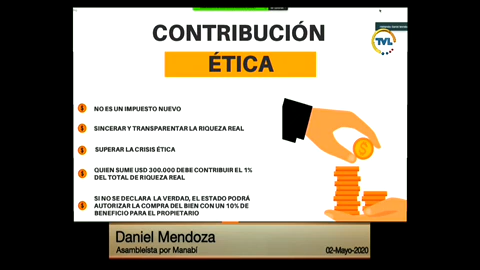 CONTRIBUCIÓN
ÉTICA
TVL
NO ES UN IMPUESTO NUEVO
SINCERAR Y TRANSPARENTAR LA RIQUEZA REAL
SUPERAR LA CRISIS ÉTICA
QUIEN SUME USD 300.000 DEBE CONTRIBUIR EL 1%
DEL TOTAL DE RIQUEZA REAL
SI NO SE DECLARA LA VERDAD, EL ESTADO PODRÁ
AUTORIZAR LA COMPRA DEL BIEN CON UN 10% DE
BENEFICIO PARA EL PROPIETARIO
Daniel Mendoza
Asambleísta por Manabí
02-Mayo-2020